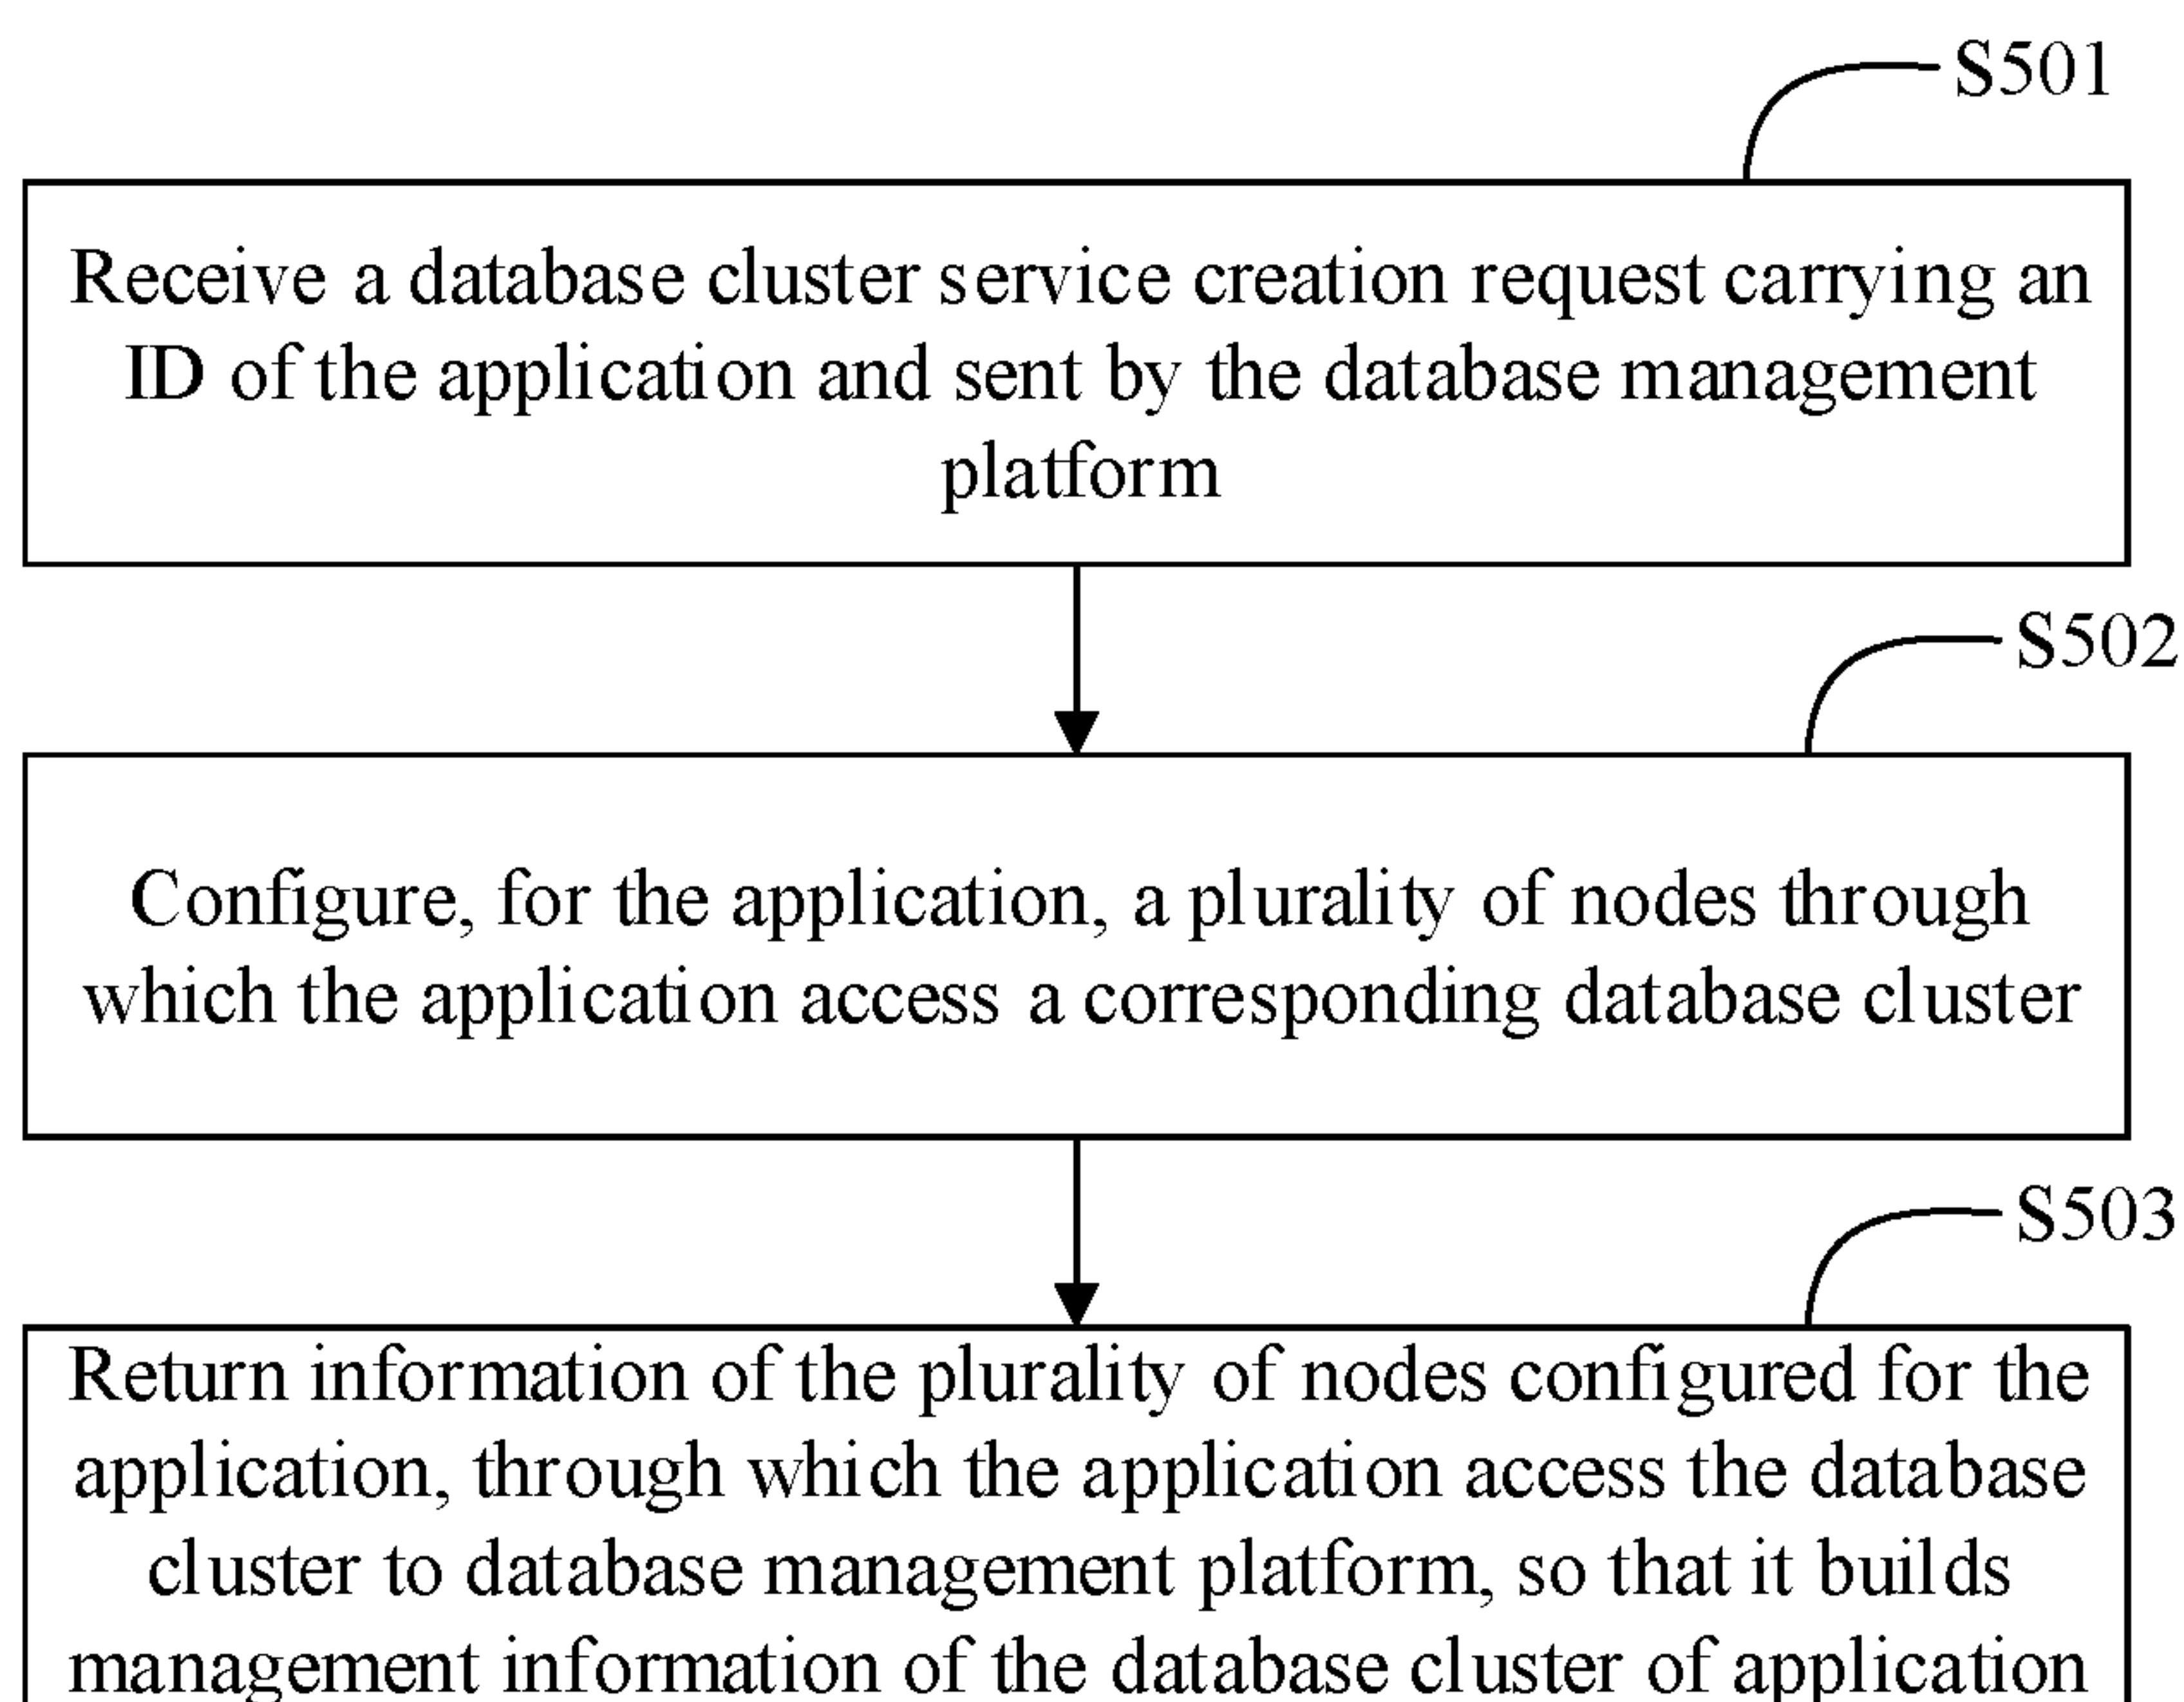 S501
Receive a database cluster service creation request carrying an
ID of the application and sent by the database management
platform
S502
Configure, for the application, a plurality of nodes through
which the application access a corresponding database cluster
S503
Return information of the plurality of nodes configured for the
application, through which the application access the database
cluster to database management platform, so that it builds
management information of the database cluster of application